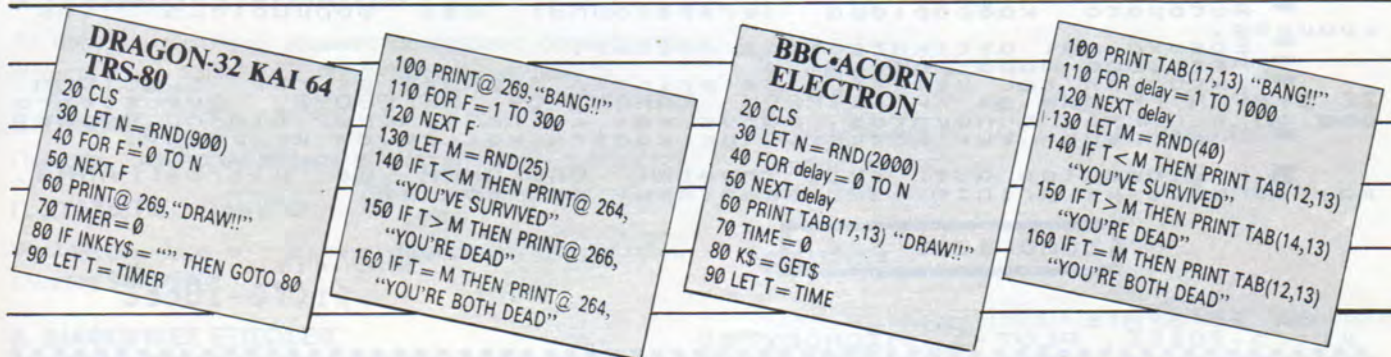 DRAGON-32 KAI 64
TRS-80
20 CLS
30 LET N=RND(900)
40 FOR F=0 TO N
50 NEXT F
60 PRINT@ 269,“DRAW!!”
70 TIMER=0
80 IF INKEY$=“” THEN GOTO 80
90 LET T=TIMER
100 PRINT@ 269,“BANG!!”
110 FOR F=1 TO 300
120 NEXT F
130 LET M=RND(25)
140 IF T<M THEN PRINT@ 264,
“YOU'VE SURVIVED”
150 IF T>M THEN PRINT@ 266,
“YOU'RE DEAD”
160 IF T=M THEN PRINT@ 264,
“YOU'RE BOTH DEAD”
BBC•ACORN
ELECTRON
20 CLS
30 LET N=RND(2000)
40 FOR delay=0 TO N
50 NEXT delay
60 PRINT TAB(17,13) “DRAW!!”
70 TIME=0
80 K$=GET$
90 LET T=TIME
100 PRINT TAB(17,13) “BANG!!”
110 FOR delay=1 TO 1000
120 NEXT delay
130 LET M=RND(40)
140 IF T<M THEN PRINT TAB(12,13)
“YOU'VE SURVIVED”
150 IF T>M THEN PRINT TAB(14,13)
“YOU'RE DEAD”
160 IF T=M THEN PRINT TAB(12,13)
“YOU'RE BOTH DEAD”